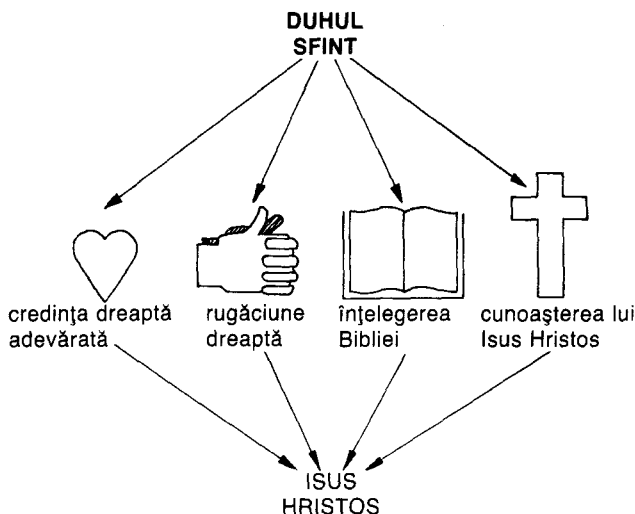 DUHUL
SFINT
credinţa dreaptă
adevărată
rugăciune
dreaptă
înţelegerea
Bibliei
cunoaşterea lui
Isus Hristos
ISUS
HRISTOS